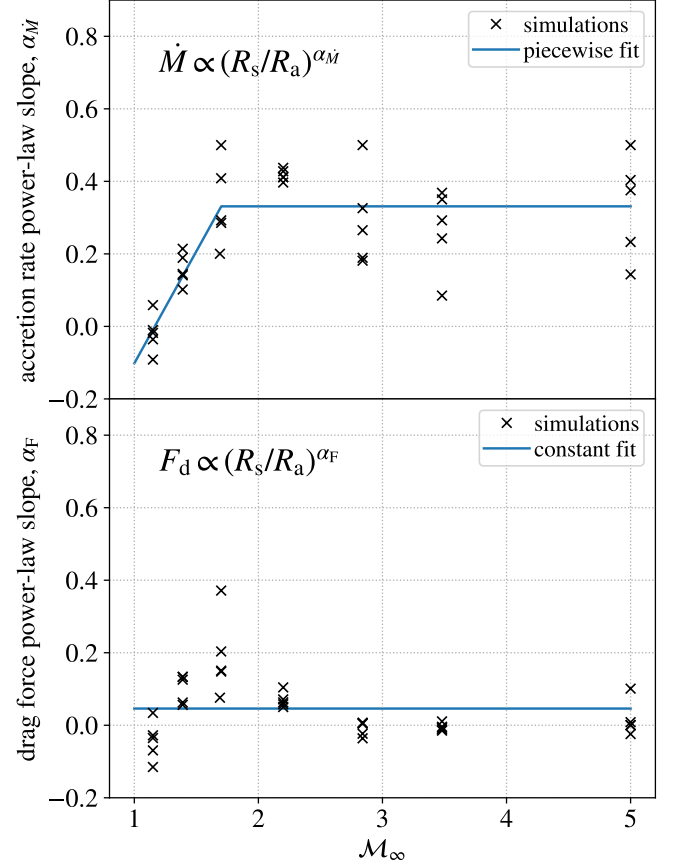 accretion rate power-law slope, α_Ṁ
0.8
0.6
0.4
0.2
0.0
−0.2
Ṁ ∝ (R_s/R_a)^α_Ṁ
simulations
piecewise fit
drag force power-law slope, α_F
0.8
0.6
0.4
0.2
0.0
−0.2
F_d ∝ (R_s/R_a)^α_F
simulations
constant fit
1 2 3 4 5
ℳ_∞